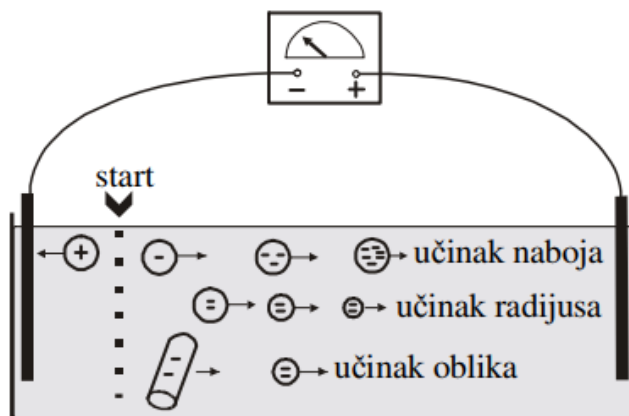 − +
start
+ - učinak naboja
= = = učinak radijusa
učinak oblika